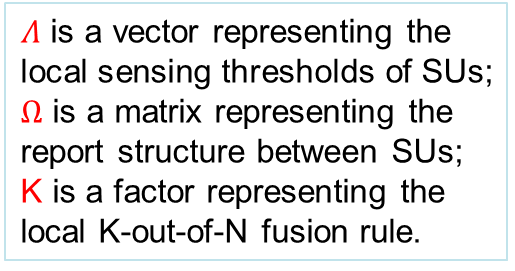 Λ is a vector representing the
local sensing thresholds of SUs;
Ω is a matrix representing the
report structure between SUs;
K is a factor representing the
local K-out-of-N fusion rule.